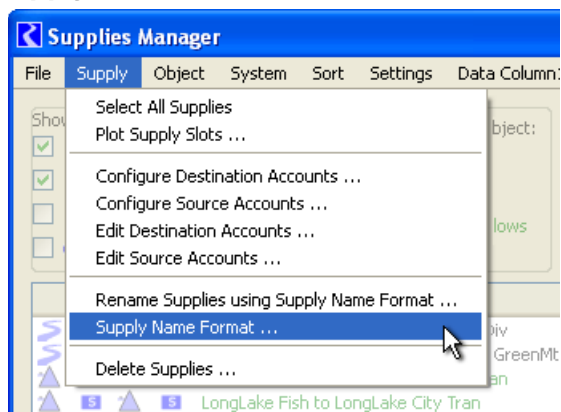 Supplies Manager
File Supply Object System Sort Settings Data Column
Select All Supplies
Plot Supply Slots ...
bject:
Configure Destination Accounts ...
Configure Source Accounts ...
Edit Destination Accounts ...
lows
Edit Source Accounts ...
Rename Supplies using Supply Name Format ...
Supply Name Format ...
Div
GreenMt
Delete Supplies ...
an
S S LongLake Fish to LongLake City Tran